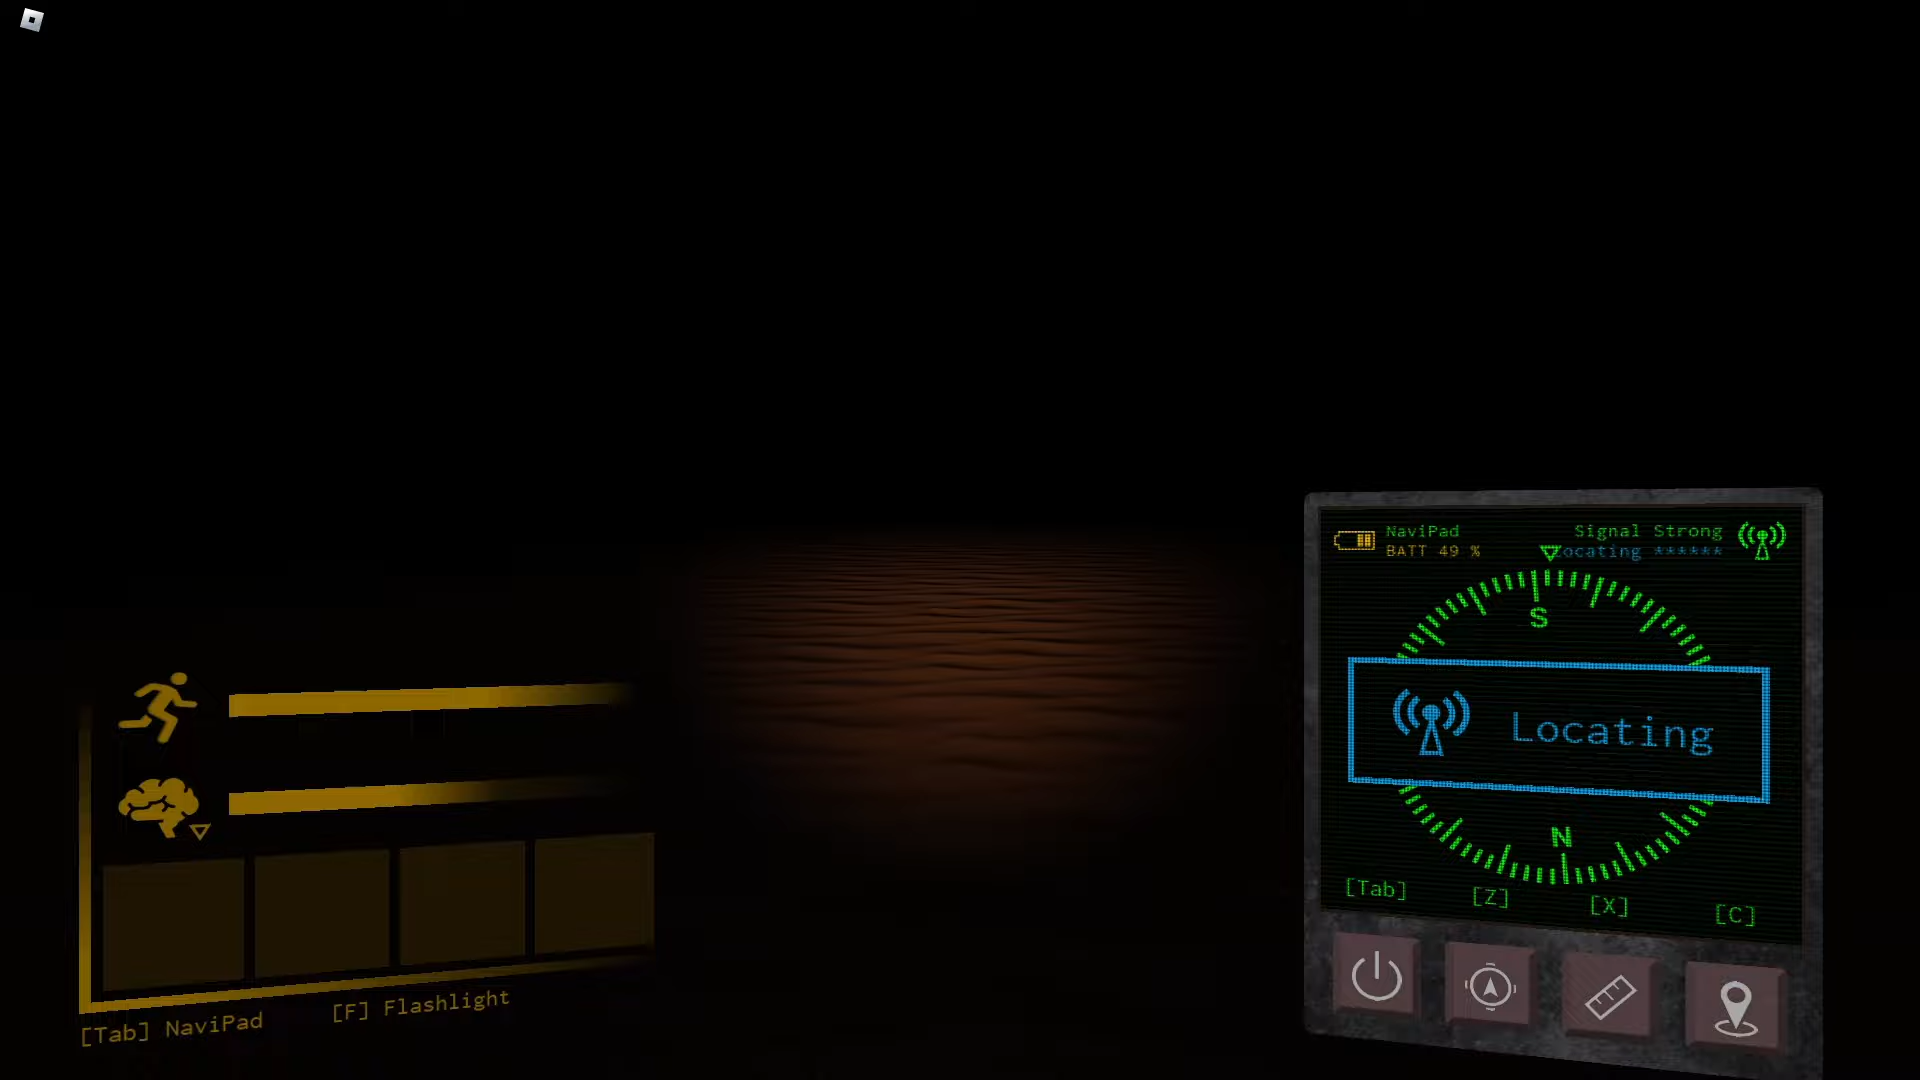 NaviPad
BATT 49 %
Signal Strong
ocating ******
S
Locating
N
[Tab]
[Z]
[X]
[C]
[Tab] NaviPad
[F] Flashlight